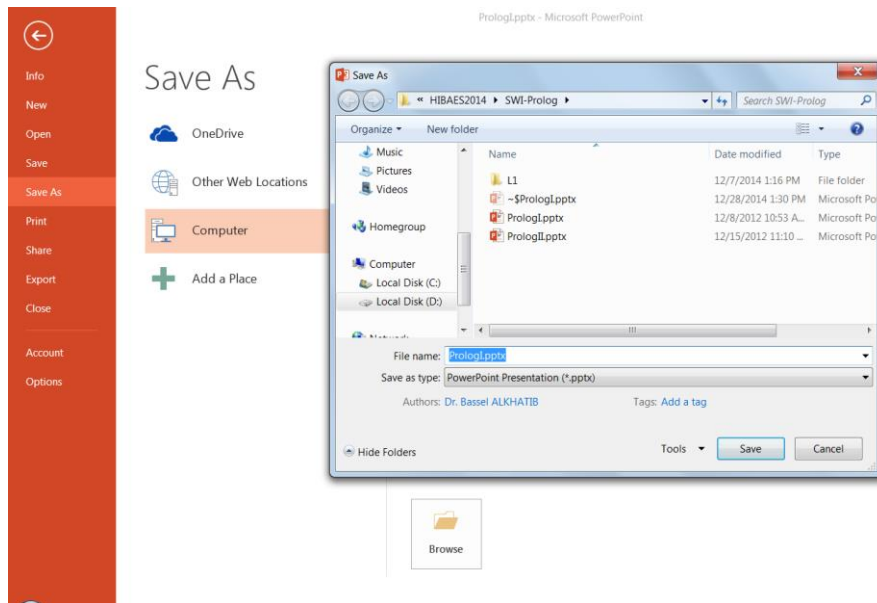 PrologI.pptx - Microsoft PowerPoint
Info
New
Open
Save
Save As
Print
Share
Export
Close
Account
Options
Save As
OneDrive
Other Web Locations
Computer
Add a Place
Browse
Save As
« HIBAES2014 SWI-Prolog
Search SWI-Prolog
Organize New folder
Music
Pictures
Videos
Homegroup
Computer
Local Disk (C:)
Local Disk (D:)
Name Date modified Type
L1 12/7/2014 1:16 PM File folder
~$PrologI.pptx 12/28/2014 1:30 PM Microsoft Po
PrologI.pptx 12/8/2012 10:53 A... Microsoft Po
PrologII.pptx 12/15/2012 11:10 ... Microsoft Po
File name: PrologI.pptx
Save as type: PowerPoint Presentation (*.pptx)
Authors: Dr. Bassel ALKHATIB Tags: Add a tag
Hide Folders Tools Save Cancel